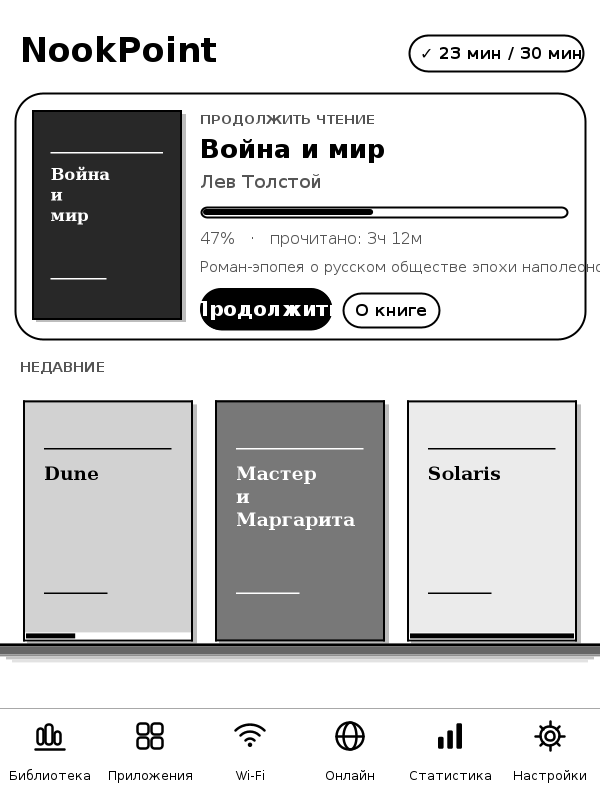 NookPoint
✓ 23 мин / 30 мин
Война
и
мир
ПРОДОЛЖИТЬ ЧТЕНИЕ
Война и мир
Лев Толстой
47% · прочитано: 3ч 12м
Роман-эпопея о русском обществе эпохи
Продолжить
О книге
НЕДАВНИЕ
Dune
Мастер
и
Маргарита
Solaris
Библиотека
Приложения
Wi-Fi
Онлайн
Статистика
Настройки